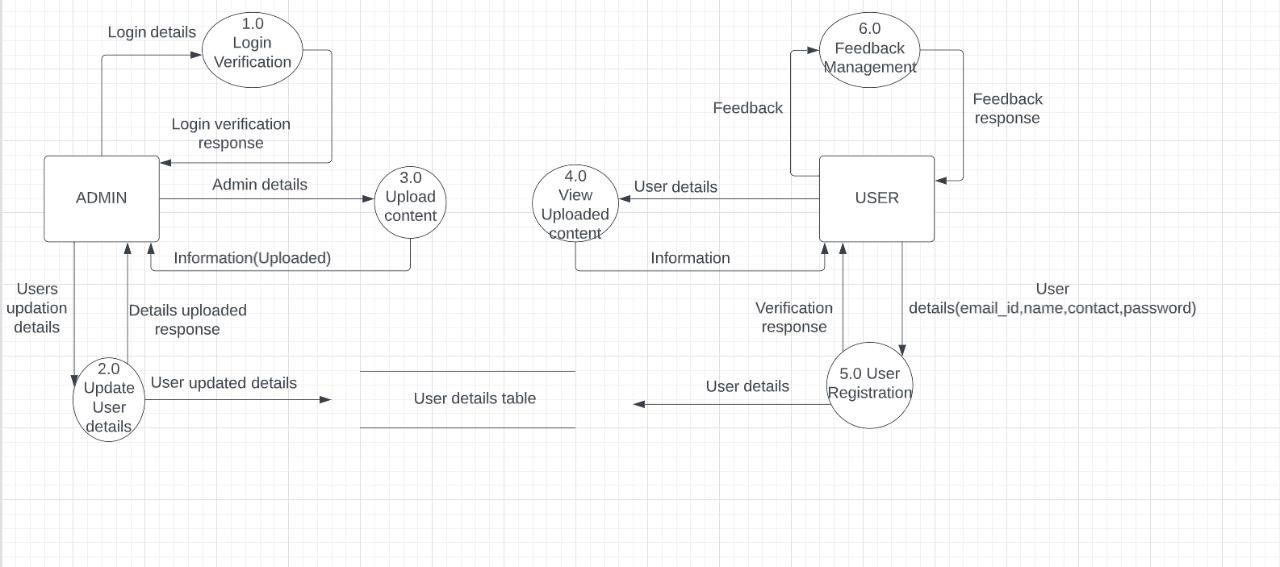 Login details
1.0
Login
Verification
Login verification
response
ADMIN
Admin details
3.0
Upload
content
Information(Uploaded)
Users
updation
details
Details uploaded
response
2.0
Update
User
details
User updated details
User details table
6.0
Feedback
Management
Feedback
Feedback
response
4.0
View
Uploaded
content
User details
USER
Information
Verification
response
User
details(email_id,name,contact,password)
User details
5.0 User
Registration